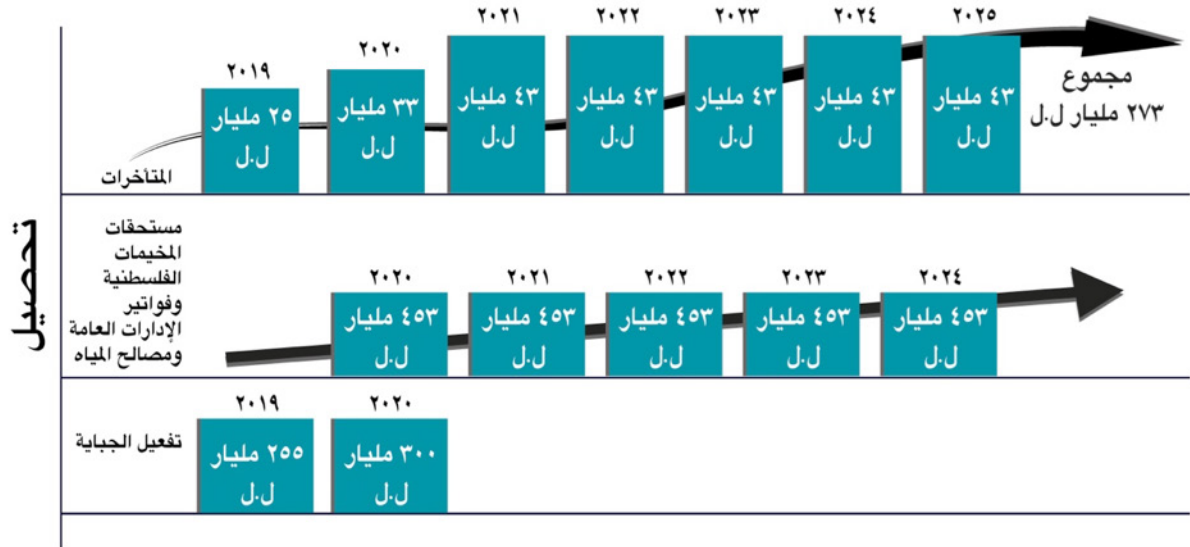 تحصيل
المتأخرات
٢٠١٩
٢٥ مليار
ل.ل
٢٠٢٠
٣٣ مليار
ل.ل
٢٠٢١
٤٣ مليار
ل.ل
٢٠٢٢
٤٣ مليار
ل.ل
٢٠٢٣
٤٣ مليار
ل.ل
٢٠٢٤
٤٣ مليار
ل.ل
٢٠٢٥
٤٣ مليار
ل.ل
مجموع
٢٧٣ مليار ل.ل
مستحقات
المخيمات
الفلسطنية
وفواتير
الإدارات العامة
ومصالح المياه
٢٠٢٠
٤٥٣ مليار
ل.ل
٢٠٢١
٤٥٣ مليار
ل.ل
٢٠٢٢
٤٥٣ مليار
ل.ل
٢٠٢٣
٤٥٣ مليار
ل.ل
٢٠٢٤
٤٥٣ مليار
ل.ل
تفعيل الجباية
٢٠١٩
٢٥٥ مليار
ل.ل
٢٠٢٠
٣٠٠ مليار
ل.ل